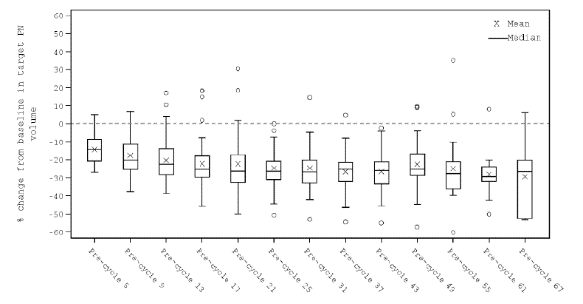 % change from baseline in target PN
volume
60
50
40
30
20
10
0
-10
-20
-30
-40
-50
-60
X Mean
Median
Pre-cycle 5
Pre-cycle 9
Pre-cycle 13
Pre-cycle 17
Pre-cycle 21
Pre-cycle 25
Pre-cycle 31
Pre-cycle 37
Pre-cycle 43
Pre-cycle 49
Pre-cycle 55
Pre-cycle 61
Pre-cycle 67